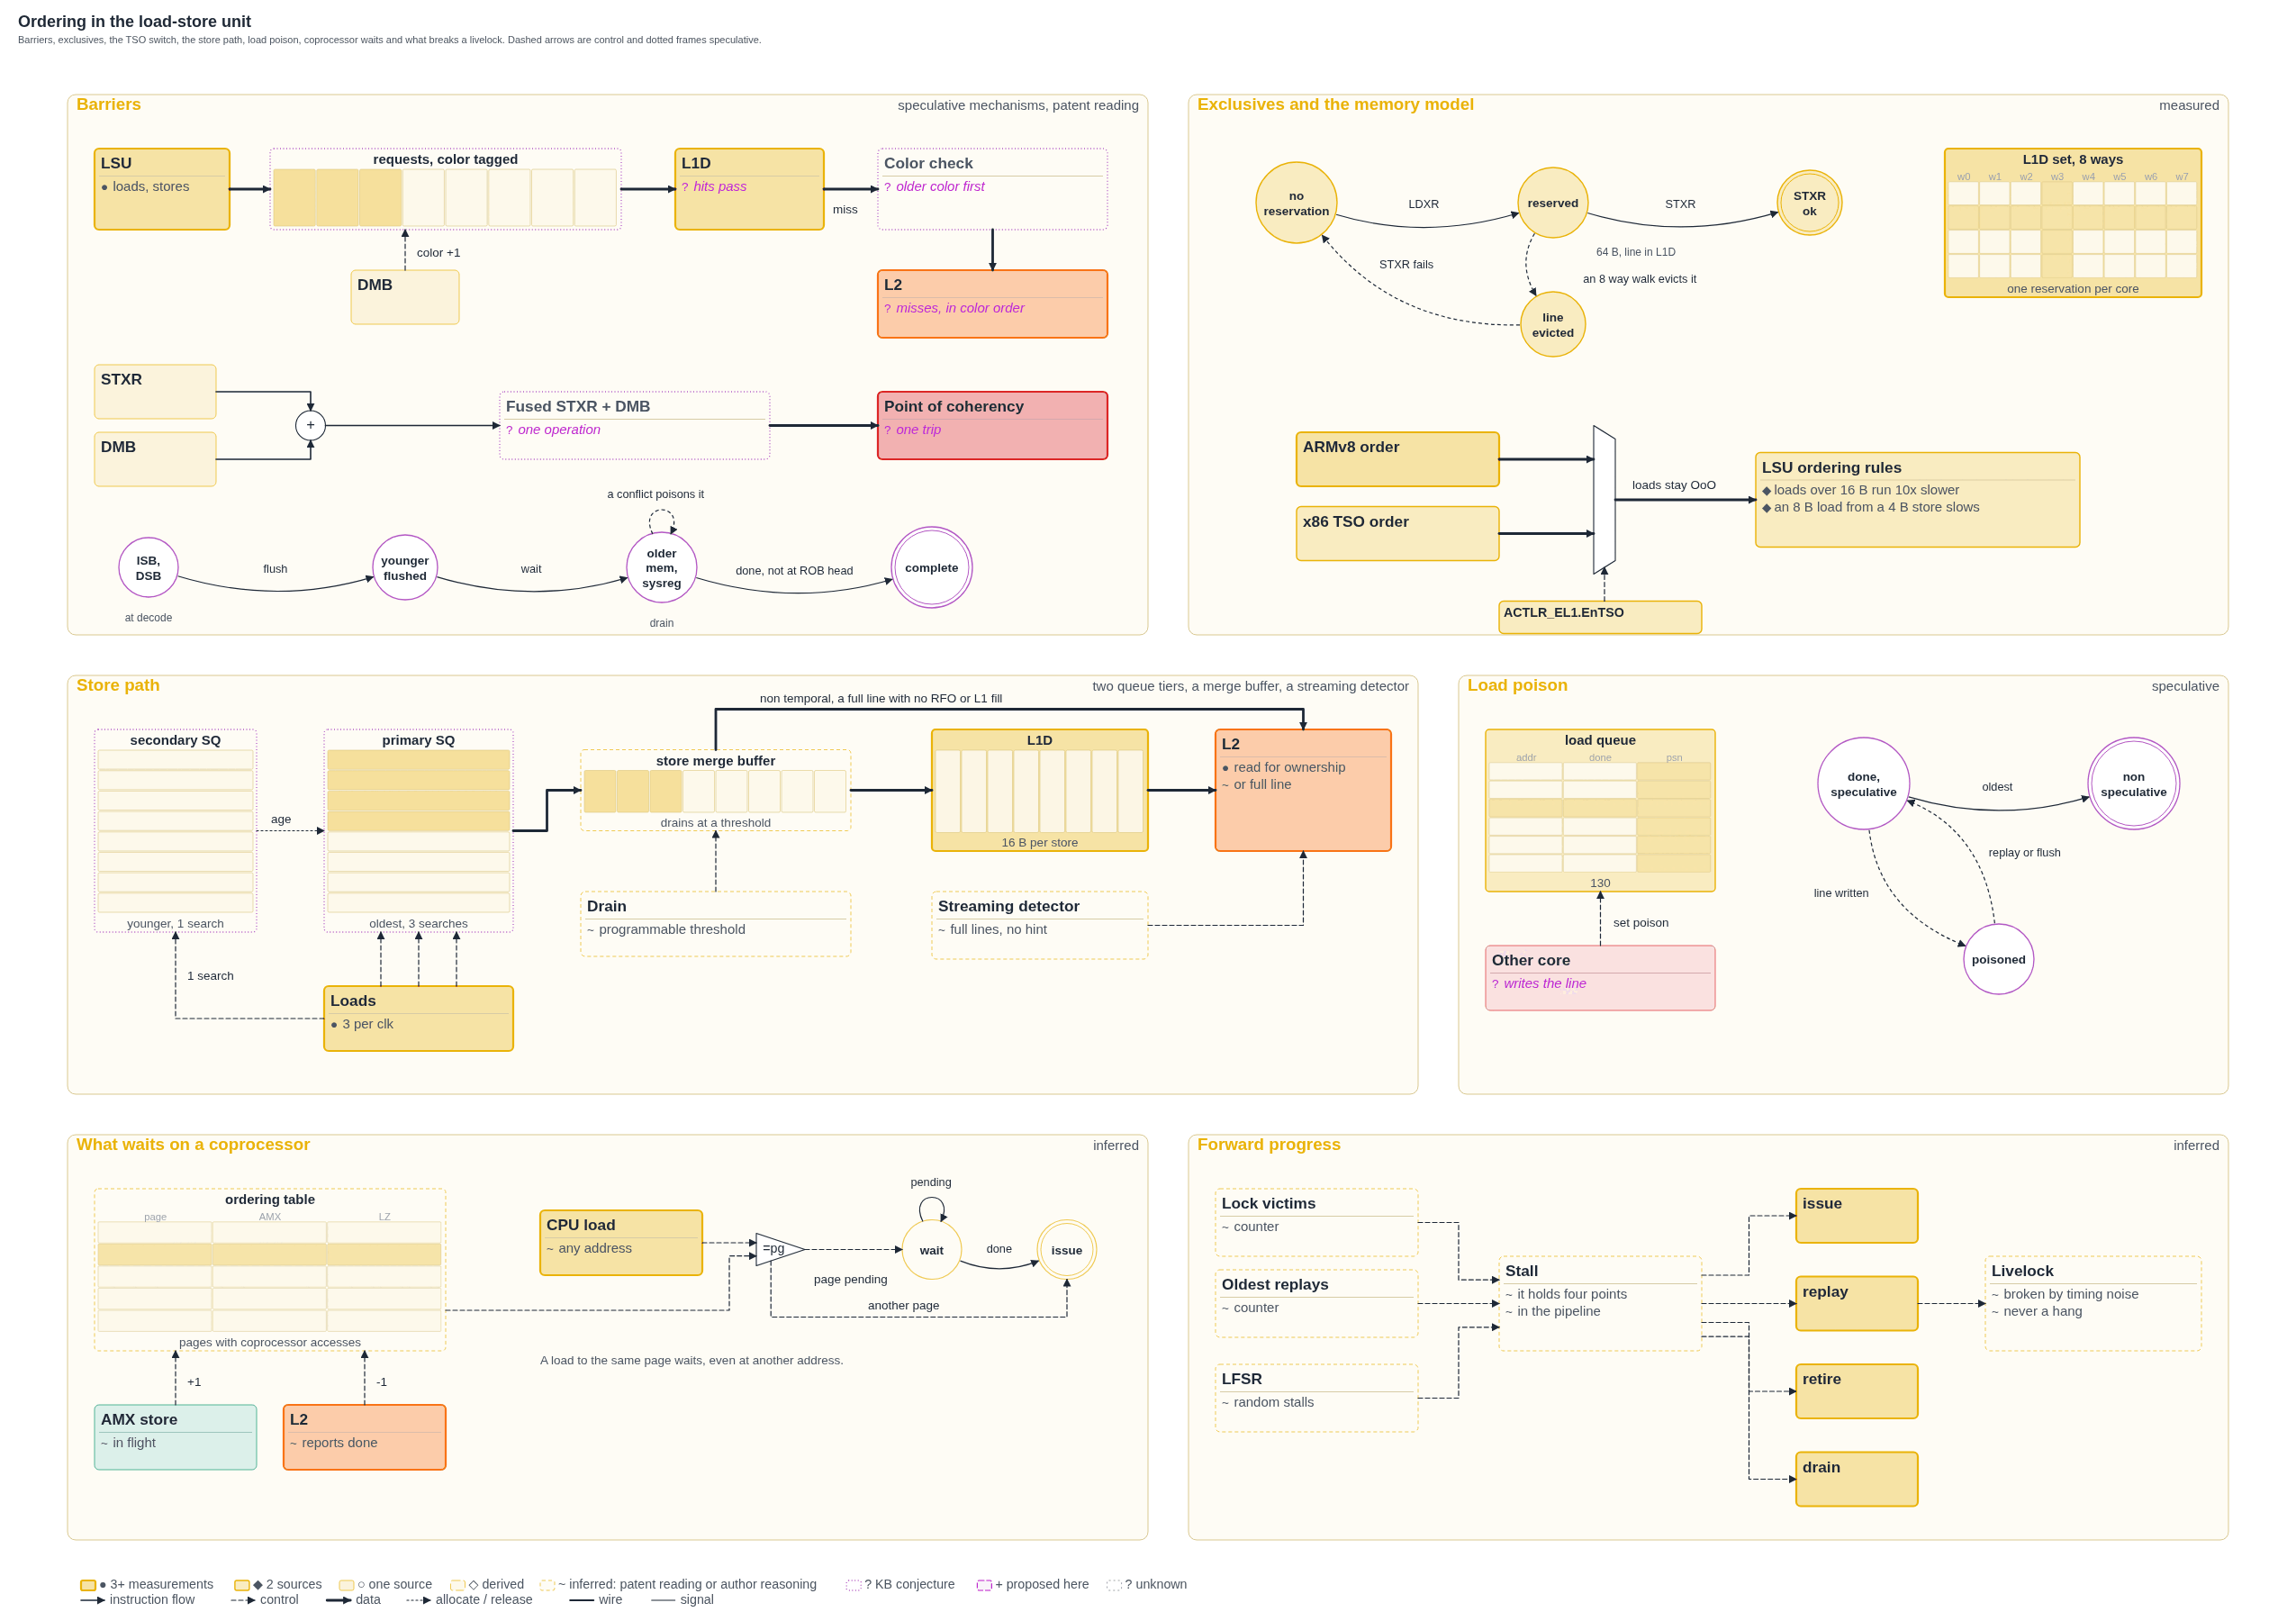 Ordering in the load-store unit
Barriers, exclusives, the TSO switch, the store path, load poison, coprocessor waits and what breaks a livelock. Dashed arrows are control and dotted frames speculative.
Barriers
speculative mechanisms, patent reading
LSU
● loads, stores
requests, color tagged
L1D
? hits pass
miss
Color check
? older color first
color +1
DMB
L2
? misses, in color order
STXR
DMB
+
Fused STXR + DMB
? one operation
Point of coherency
? one trip
a conflict poisons it
ISB,
DSB
flush
younger
flushed
wait
older
mem,
sysreg
done, not at ROB head
complete
at decode
drain
Exclusives and the memory model
measured
no
reservation
LDXR
reserved
STXR
STXR
ok
STXR fails
64 B, line in L1D
an 8 way walk evicts it
line
evicted
L1D set, 8 ways
w0 w1 w2 w3 w4 w5 w6 w7
one reservation per core
ARMv8 order
x86 TSO order
loads stay OoO
LSU ordering rules
◆ loads over 16 B run 10x slower
◆ an 8 B load from a 4 B store slows
ACTLR_EL1.EnTSO
Store path
two queue tiers, a merge buffer, a streaming detector
non temporal, a full line with no RFO or L1 fill
secondary SQ
younger, 1 search
age
primary SQ
oldest, 3 searches
store merge buffer
drains at a threshold
L1D
16 B per store
L2
● read for ownership
~ or full line
Drain
~ programmable threshold
Streaming detector
~ full lines, no hint
1 search
Loads
● 3 per clk
Load poison
speculative
load queue
addr done psn
130
set poison
Other core
? writes the line
done,
speculative
oldest
non
speculative
replay or flush
line written
poisoned
What waits on a coprocessor
inferred
ordering table
page AMX LZ
pages with coprocessor accesses
+1
-1
AMX store
~ in flight
L2
~ reports done
CPU load
~ any address
=pg
pending
wait
done
issue
page pending
another page
A load to the same page waits, even at another address.
Forward progress
inferred
Lock victims
~ counter
Oldest replays
~ counter
LFSR
~ random stalls
Stall
~ it holds four points
~ in the pipeline
issue
replay
retire
drain
Livelock
~ broken by timing noise
~ never a hang
● 3+ measurements ◆ 2 sources ○ one source ◇ derived ~ inferred: patent reading or author reasoning ? KB conjecture + proposed here ? unknown
instruction flow control data allocate / release wire signal